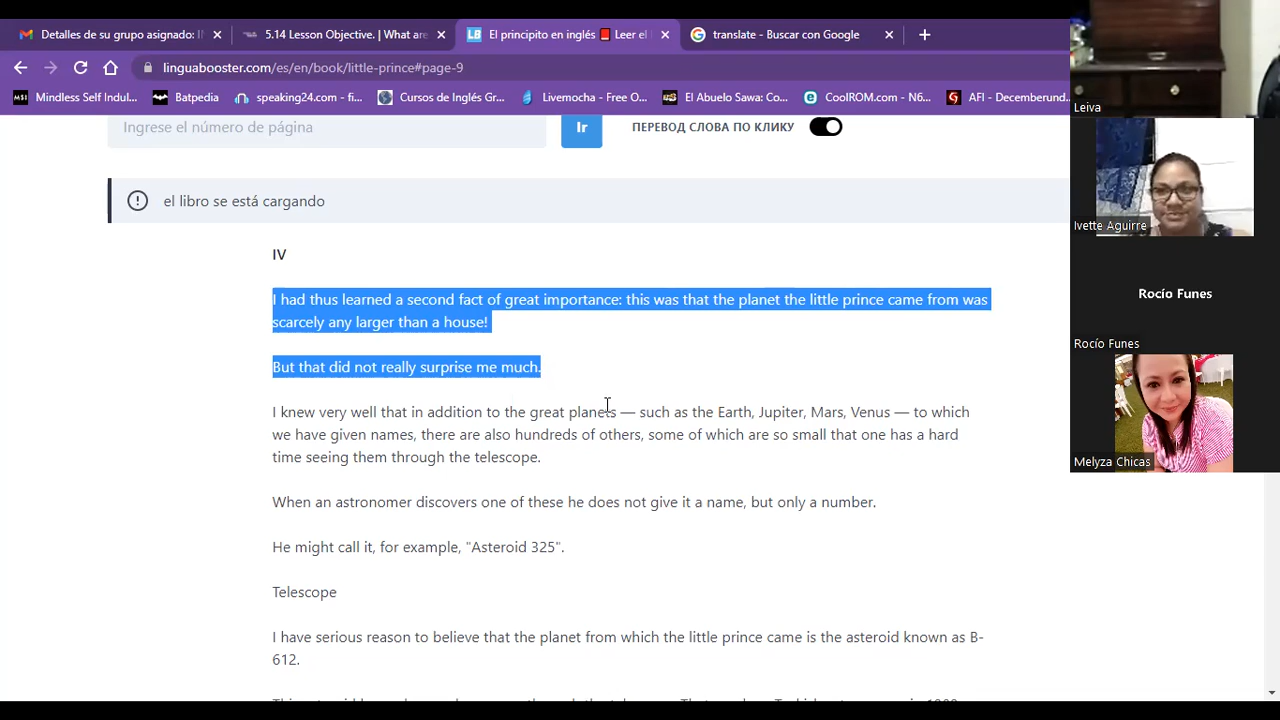 Detalles de su grupo asignado: I
5.14 Lesson Objective. | What are
El principito en inglés 📕 Leer el
translate - Buscar con Google
linguabooster.com/es/en/book/little-prince#page-9
Mindless Self Indul...
Batpedia
speaking24.com - fi...
Cursos de Inglés Gr...
Livemocha - Free O...
El Abuelo Sawa: Co...
CoolROM.com - N6...
AFI - Decemberund...
Ingrese el número de página
Ir
ПЕРЕВОД СЛОВА ПО КЛИКУ
el libro se está cargando
IV
I had thus learned a second fact of great importance: this was that the planet the little prince came from was
scarcely any larger than a house!
But that did not really surprise me much.
I knew very well that in addition to the great planets — such as the Earth, Jupiter, Mars, Venus — to which
we have given names, there are also hundreds of others, some of which are so small that one has a hard
time seeing them through the telescope.
When an astronomer discovers one of these he does not give it a name, but only a number.
He might call it, for example, "Asteroid 325".
Telescope
I have serious reason to believe that the planet from which the little prince came is the asteroid known as B-
612.
Leiva
Ivette Aguirre
Rocío Funes
Rocío Funes
Melyza Chicas